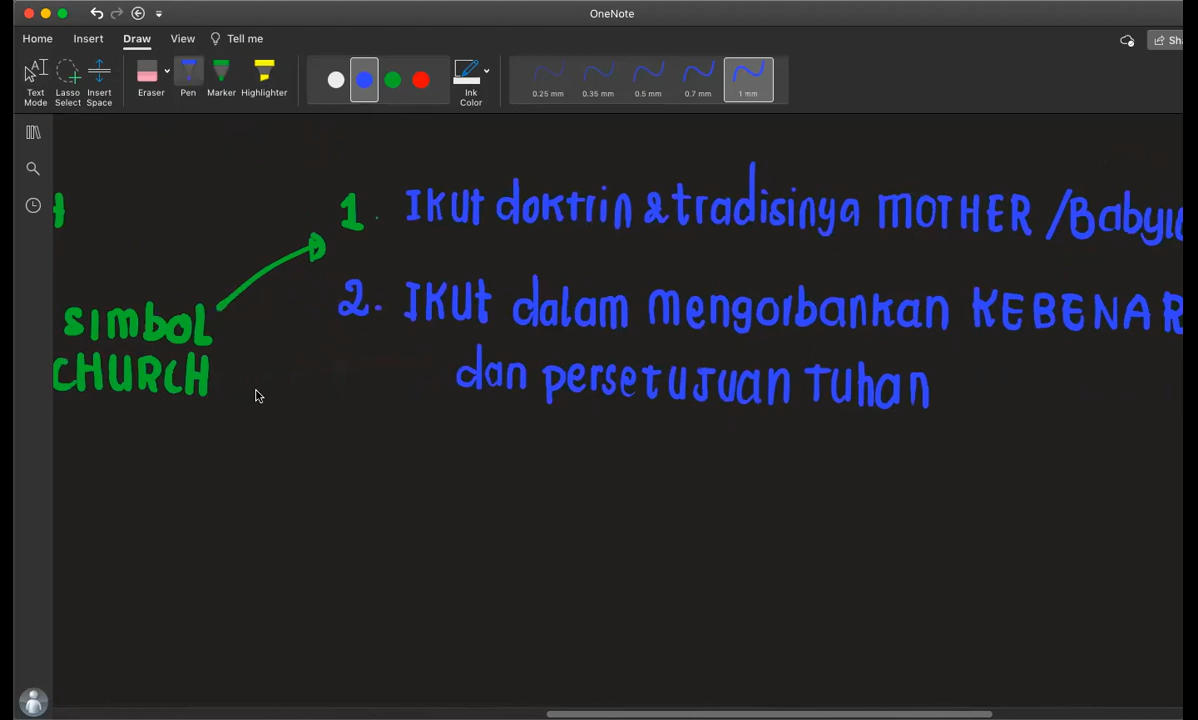 OneNote
Home Insert Draw View Tell me
Text Mode
Lasso Select
Insert Space
Eraser
Pen
Marker
Highlighter
Ink Color
0.25 mm 0.35 mm 0.5 mm 0.7 mm 1 mm
1. Ikut doktrin & tradisinya MOTHER /Babyl
2. IKUT dalam mengorbankan KEBENAR
dan persetujuan Tuhan
SIMBOL
CHURCH